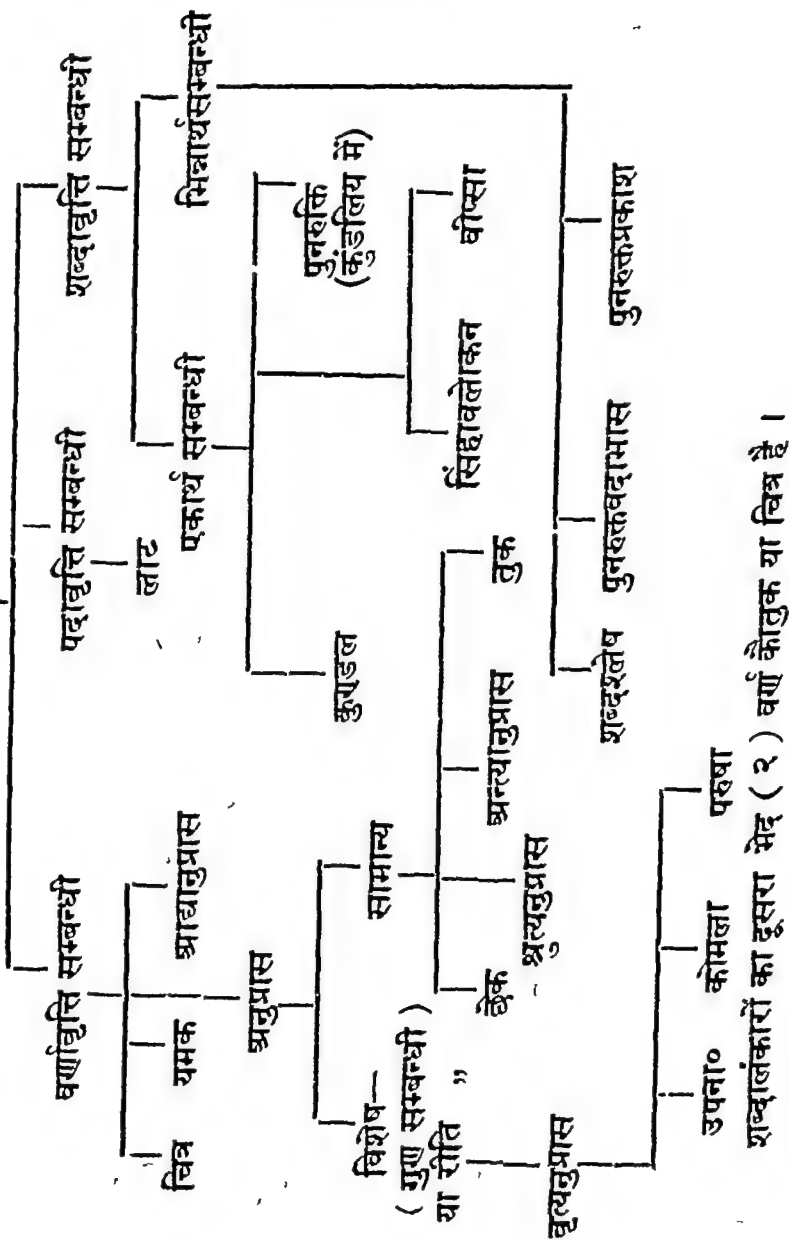 वर्णावृत्ति सम्बन्धी
पदावृत्ति सम्बन्धी
शब्दावृत्ति सम्बन्धी
चित्र
यमक
आद्यानुप्रास
लाट
एकार्थ सम्बन्धी
भिन्नार्थसम्बन्धी
अनुप्रास
कुण्डल
पुनरुक्ति
(कुंडलिय में)
विशेष—
( गुण सम्बन्धी )
या रीति ,,
सामान्य
सिंहावलोकन
वीप्सा
छेक
श्रुत्यनुप्रास
अन्त्यानुप्रास
तुक
वृत्यनुप्रास
शब्दश्लेष
पुनरुक्तवदाभास
पुनरुक्तप्रकाश
उपना०
कोमला
परुषा
शब्दालंकारों का दूसरा भेद ( २ ) वर्ण कौतुक या चित्र है ।